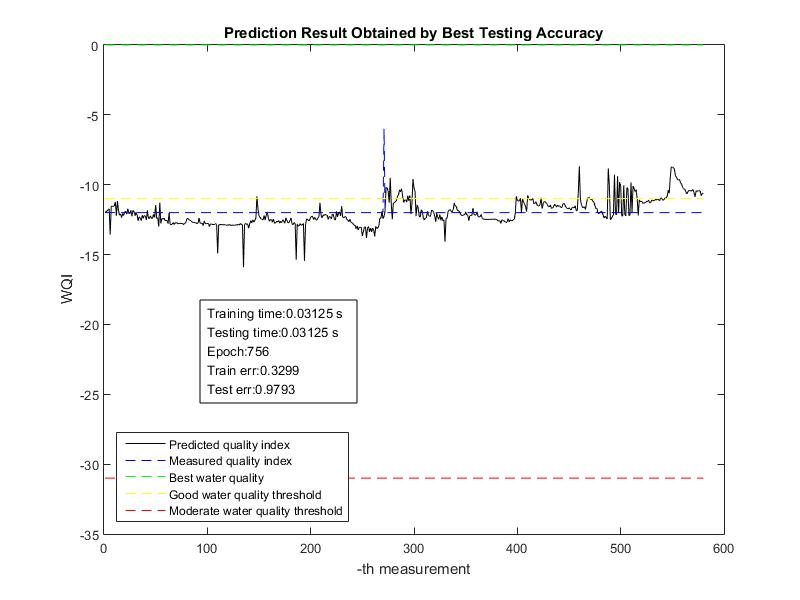 Prediction Result Obtained by Best Testing Accuracy
0
-5
-10
-15
-20
-25
-30
-35
WQI
Training time:0.03125 s
Testing time:0.03125 s
Epoch:756
Train err:0.3299
Test err:0.9793
Predicted quality index
Measured quality index
Best water quality
Good water quality threshold
Moderate water quality threshold
0 100 200 300 400 500 600
-th measurement